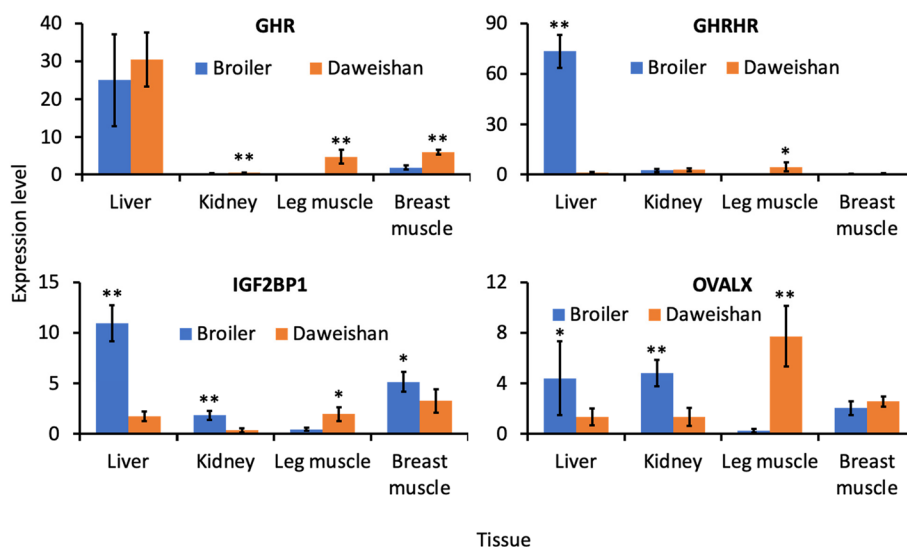 GHR
40
30
20
10
0
Broiler
Daweishan
**
**
**
Liver
Kidney
Leg muscle
Breast
muscle
GHRHR
90
60
30
0
**
Broiler
Daweishan
*
Liver
Kidney
Leg muscle
Breast
muscle
Expression level
IGF2BP1
15
10
5
0
**
Broiler
Daweishan
**
*
*
Liver
Kidney
Leg muscle
Breast
muscle
OVALX
12
8
4
0
Broiler
Daweishan
*
**
**
Liver
Kidney
Leg muscle
Breast
muscle
Tissue